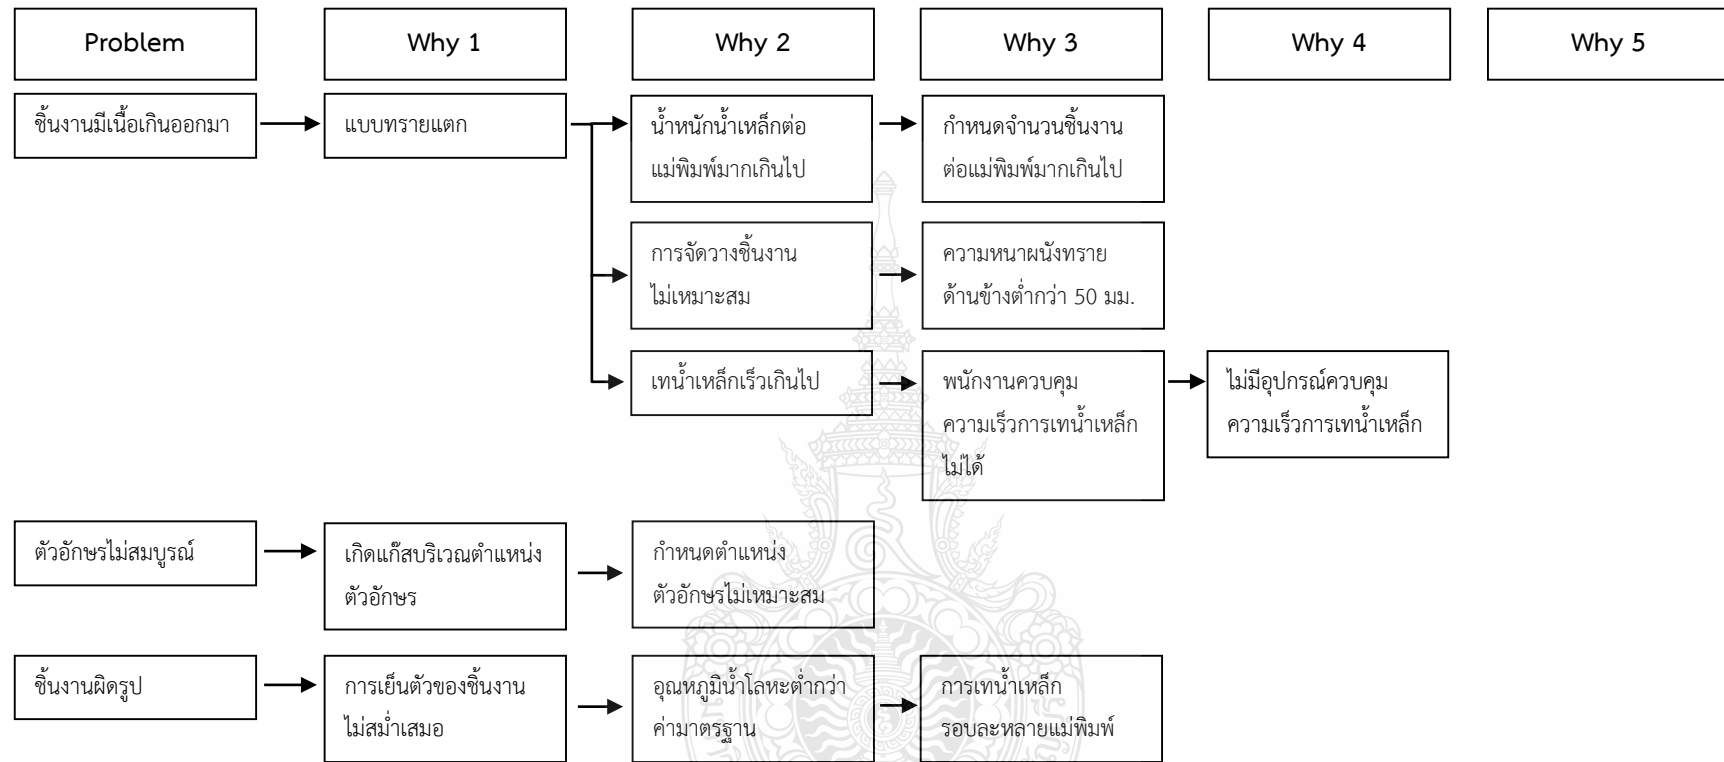 Problem
Why 1
Why 2
Why 3
Why 4
Why 5
ชิ้นงานมีเนื้อเกินออกมา
แบบทรายแตก
น้ำหนักน้ำเหล็กต่อ
แม่พิมพ์มากเกินไป
กำหนดจำนวนชิ้นงาน
ต่อแม่พิมพ์มากเกินไป
การจัดวางชิ้นงาน
ไม่เหมาะสม
ความหนาผนังทราย
ด้านข้างต่ำกว่า 50 มม.
เทน้ำเหล็กเร็วเกินไป
พนักงานควบคุม
ความเร็วการเทน้ำเหล็ก
ไม่ได้
ไม่มีอุปกรณ์ควบคุม
ความเร็วการเทน้ำเหล็ก
ตัวอักษรไม่สมบูรณ์
เกิดแก๊สบริเวณตำแหน่ง
ตัวอักษร
กำหนดตำแหน่ง
ตัวอักษรไม่เหมาะสม
ชิ้นงานผิดรูป
การเย็นตัวของชิ้นงาน
ไม่สม่ำเสมอ
อุณหภูมิน้ำโลหะต่ำกว่า
ค่ามาตรฐาน
การเทน้ำเหล็ก
รอบละหลายแม่พิมพ์